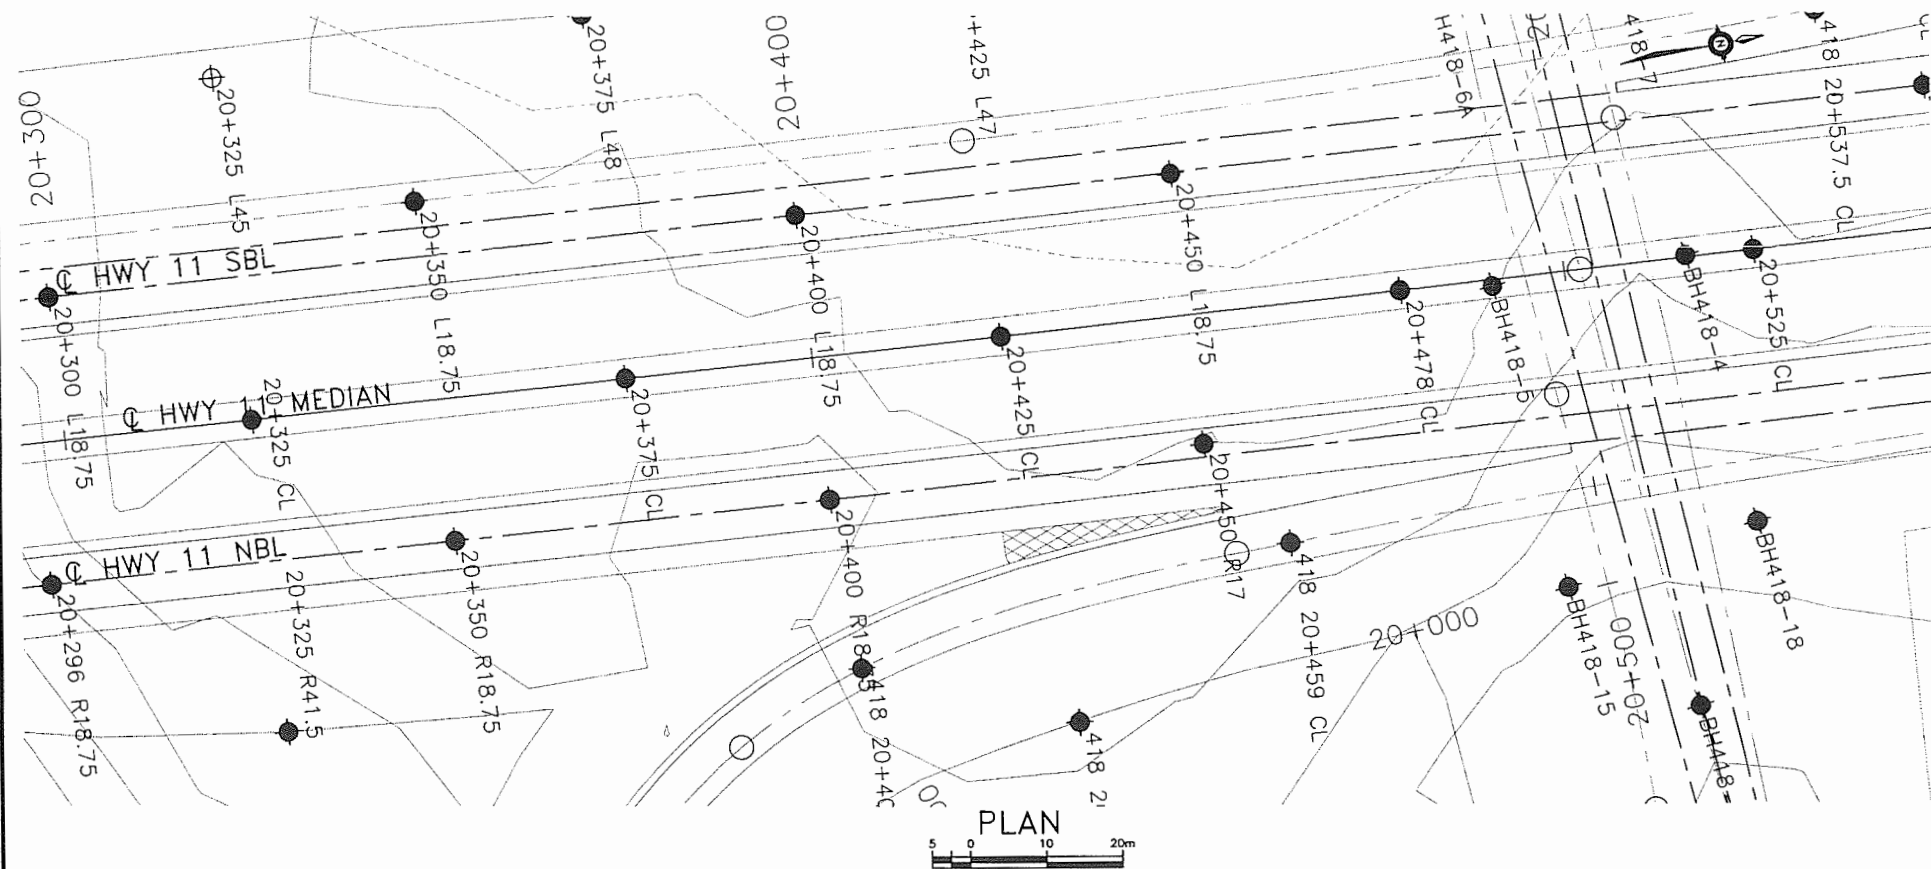 20+300
20+325 L45
20+375 L48
20+400
+425 L47
H418-6A
418-7
N
418 20+537.5 CL
℄ HWY 11 SBL
20+300 L18.75
20+350 L18.75
20+400 L18.75
20+450 L18.75
℄ HWY 11 MEDIAN
20+325 CL
20+375 CL
20+425 CL
20+478 CL
BH418-5
BH418-4
20+525 CL
℄ HWY 11 NBL
20+296 R18.75
20+325 R41.5
20+350 R18.75
20+400 R18.75
20+450 R17
418 20+459 CL
418 20+40
418 2
20+000
BH418-15
20+500
BH418-18
PLAN
5 0 10 20m